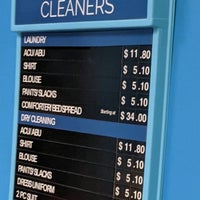 CLEANERS
LAUNDRY
ACU/ABU $11.80
SHIRT $ 5.10
BLOUSE $ 5.10
PANTS/SLACKS $ 5.10
COMFORTER/BEDSPREAD Starting at $34.00
DRY CLEANING
ACU/ABU $11.80
SHIRT $ 5.10
BLOUSE $ 5.10
PANTS/SLACKS $ 5.10
DRESS UNIFORM
2 PC SUIT